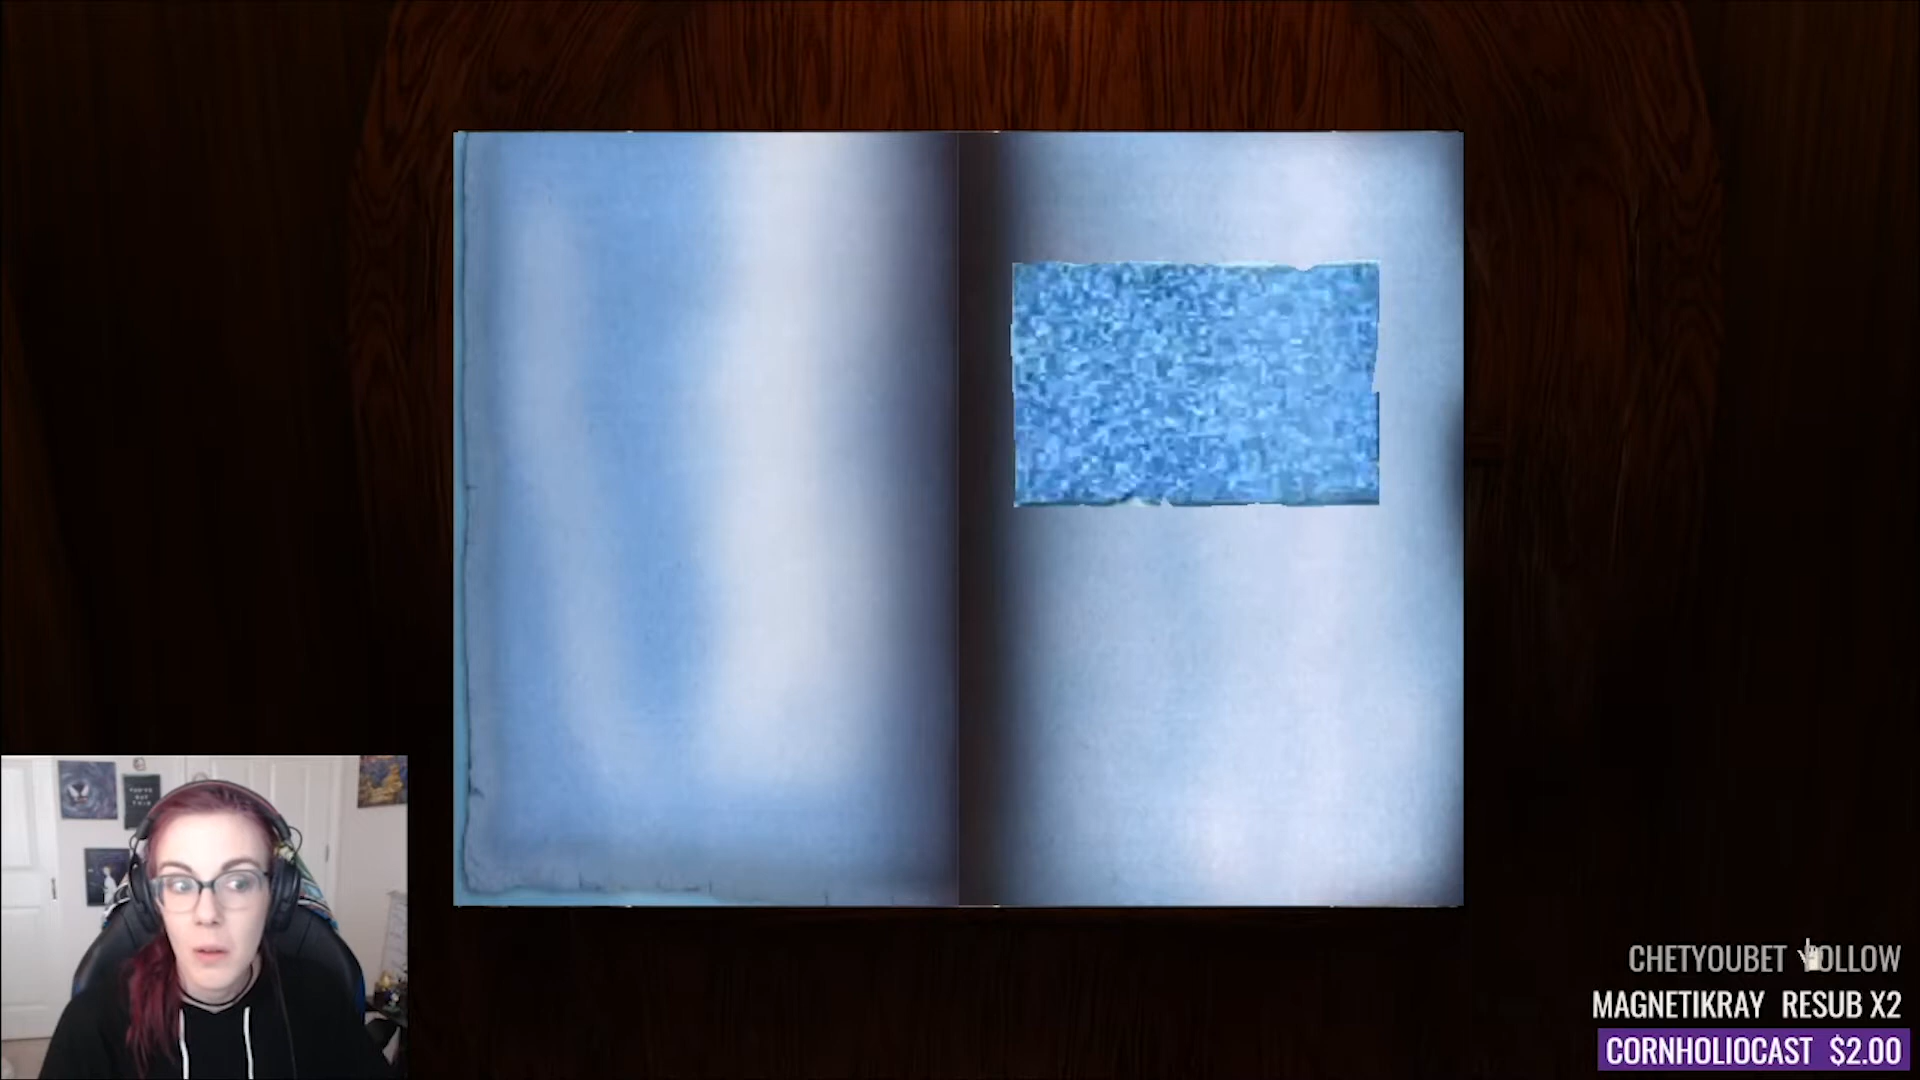 CHETYOUBET FOLLOW
MAGNETIKRAY RESUB X2
CORNHOLIOCAST $2.00